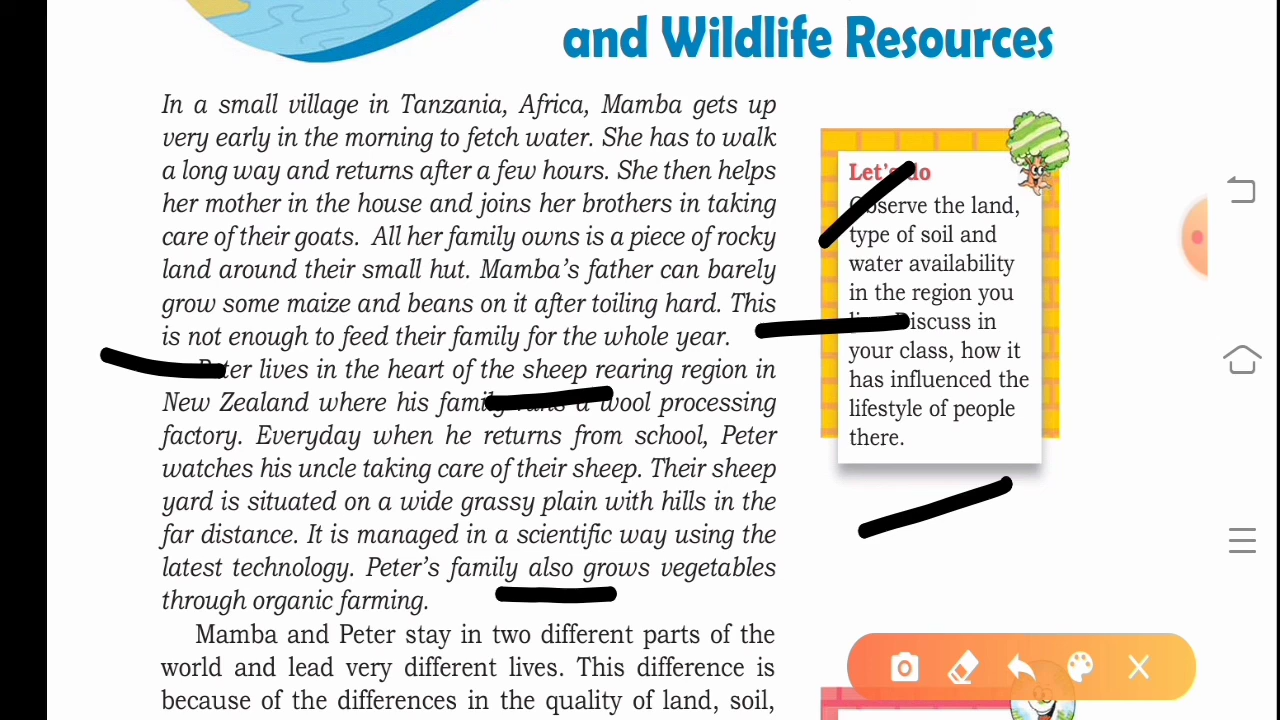 and Wildlife Resources
In a small village in Tanzania, Africa, Mamba gets up
very early in the morning to fetch water. She has to walk
a long way and returns after a few hours. She then helps
her mother in the house and joins her brothers in taking
care of their goats. All her family owns is a piece of rocky
land around their small hut. Mamba's father can barely
grow some maize and beans on it after toiling hard. This
is not enough to feed their family for the whole year.
Peter lives in the heart of the sheep rearing region in
New Zealand where his family runs a wool processing
factory. Everyday when he returns from school, Peter
watches his uncle taking care of their sheep. Their sheep
yard is situated on a wide grassy plain with hills in the
far distance. It is managed in a scientific way using the
latest technology. Peter's family also grows vegetables
through organic farming.
Mamba and Peter stay in two different parts of the
world and lead very different lives. This difference is
because of the differences in the quality of land, soil,
Let's do
Observe the land,
type of soil and
water availability
in the region you
Discuss in
your class, how it
has influenced the
lifestyle of people
there.